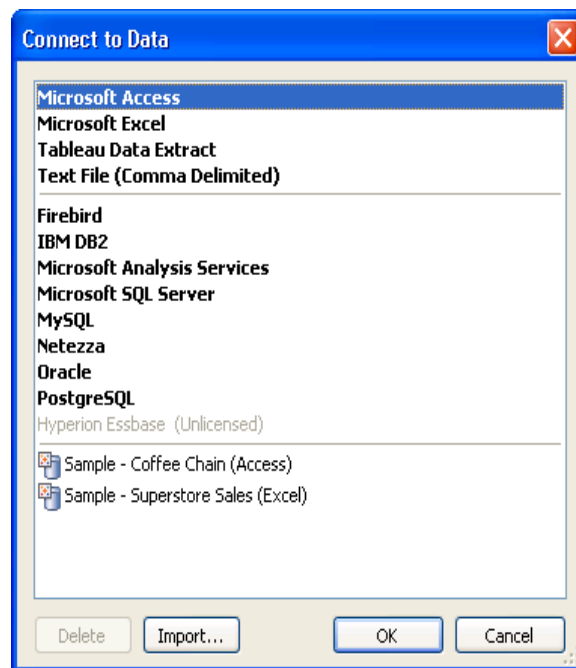 Connect to Data
Microsoft Access
Microsoft Excel
Tableau Data Extract
Text File (Comma Delimited)
Firebird
IBM DB2
Microsoft Analysis Services
Microsoft SQL Server
MySQL
Netezza
Oracle
PostgreSQL
Hyperion Essbase (Unlicensed)
Sample - Coffee Chain (Access)
Sample - Superstore Sales (Excel)
Delete Import... OK Cancel